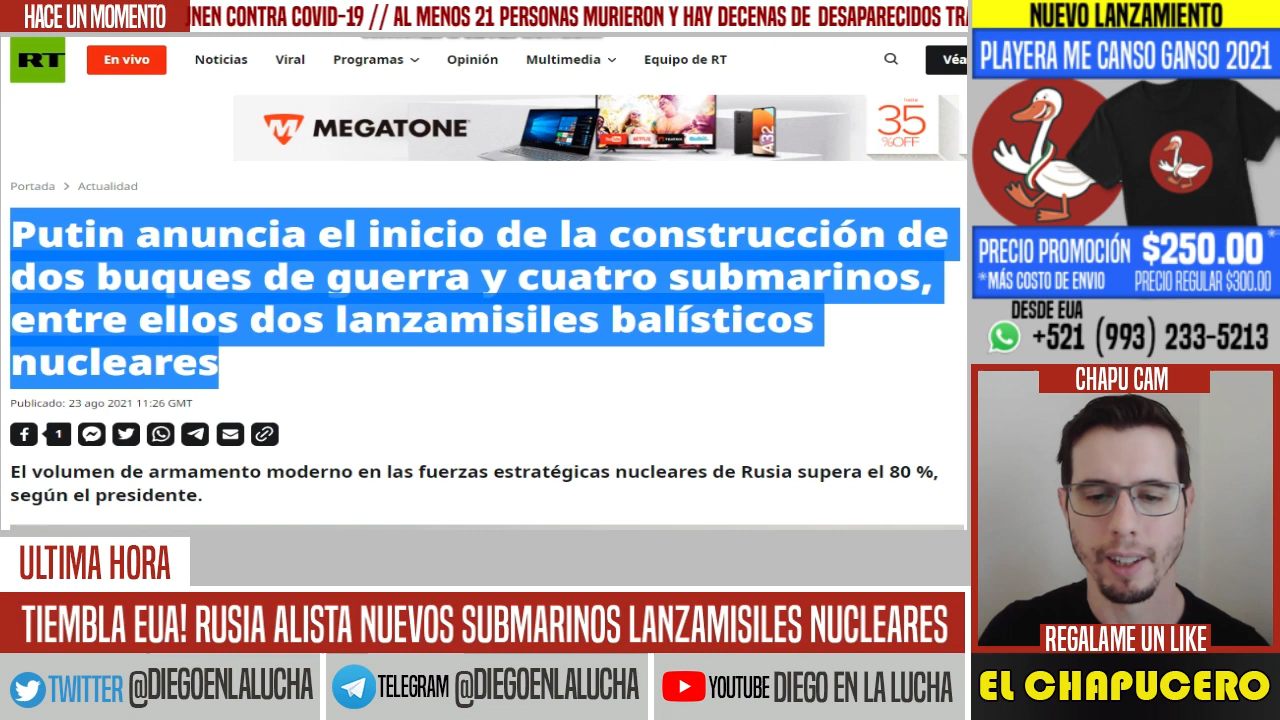 HACE UN MOMENTO
NEN CONTRA COVID-19 // AL MENOS 21 PERSONAS MURIERON Y HAY DECENAS DE DESAPARECIDOS
RT
En vivo
Noticias
Viral
Programas
Opinión
Multimedia
Equipo de RT
Véa
MEGATONE
A32
35
%OFF
Portada > Actualidad
Putin anuncia el inicio de la construcción de
dos buques de guerra y cuatro submarinos,
entre ellos dos lanzamisiles balísticos
nucleares
Publicado: 23 ago 2021 11:26 GMT
1
El volumen de armamento moderno en las fuerzas estratégicas nucleares de Rusia supera el 80 %,
según el presidente.
ULTIMA HORA
TIEMBLA EUA! RUSIA ALISTA NUEVOS SUBMARINOS LANZAMISILES NUCLEARES
TWITTER @DIEGOENLALUCHA
TELEGRAM @DIEGOENLALUCHA
YOUTUBE DIEGO EN LA LUCHA
NUEVO LANZAMIENTO
PLAYERA ME CANSO GANSO 2021
PRECIO PROMOCIÓN $250.00*
*MÁS COSTO DE ENVIO PRECIO REGULAR $300.00
DESDE EUA
+521 (993) 233-5213
CHAPU CAM
REGALAME UN LIKE
EL CHAPUCERO